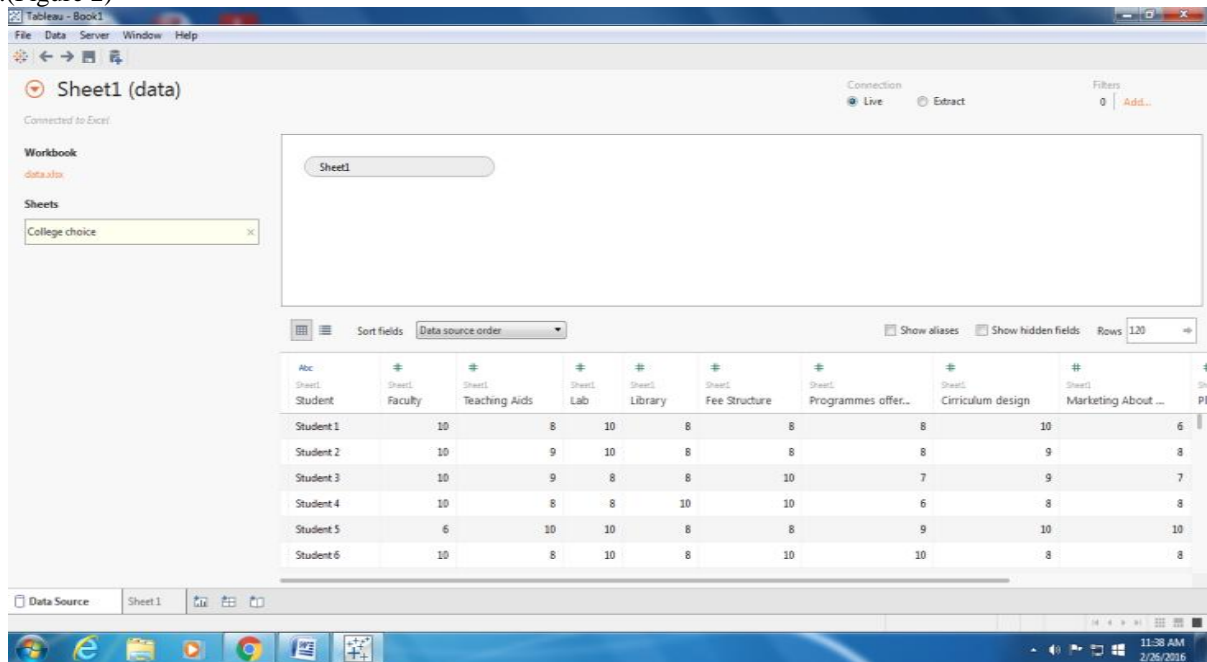 .(Figure 2)
Tableau - Book1
File Data Server Window Help
Sheet1 (data)
Connected to Excel
Connection
Live Extract
Filters
0 Add...
Workbook
data.xlsx
Sheets
College choice
Sheet1
Sort fields Data source order
Show aliases Show hidden fields Rows 120
Abc
Sheet1 Sheet1 Sheet1 Sheet1 Sheet1 Sheet1 Sheet1 Sheet1 Sheet1
Student Faculty Teaching Aids Lab Library Fee Structure Programmes offer... Cirriculum design Marketing About ... Pl
Student 1 10 8 10 8 8 8 10 6
Student 2 10 9 10 8 8 8 9 8
Student 3 10 9 8 8 10 7 9 7
Student 4 10 8 8 10 10 6 8 8
Student 5 6 10 10 8 8 9 10 10
Student 6 10 8 10 8 10 10 8 8
Data Source Sheet 1
11:38 AM
2/26/2016